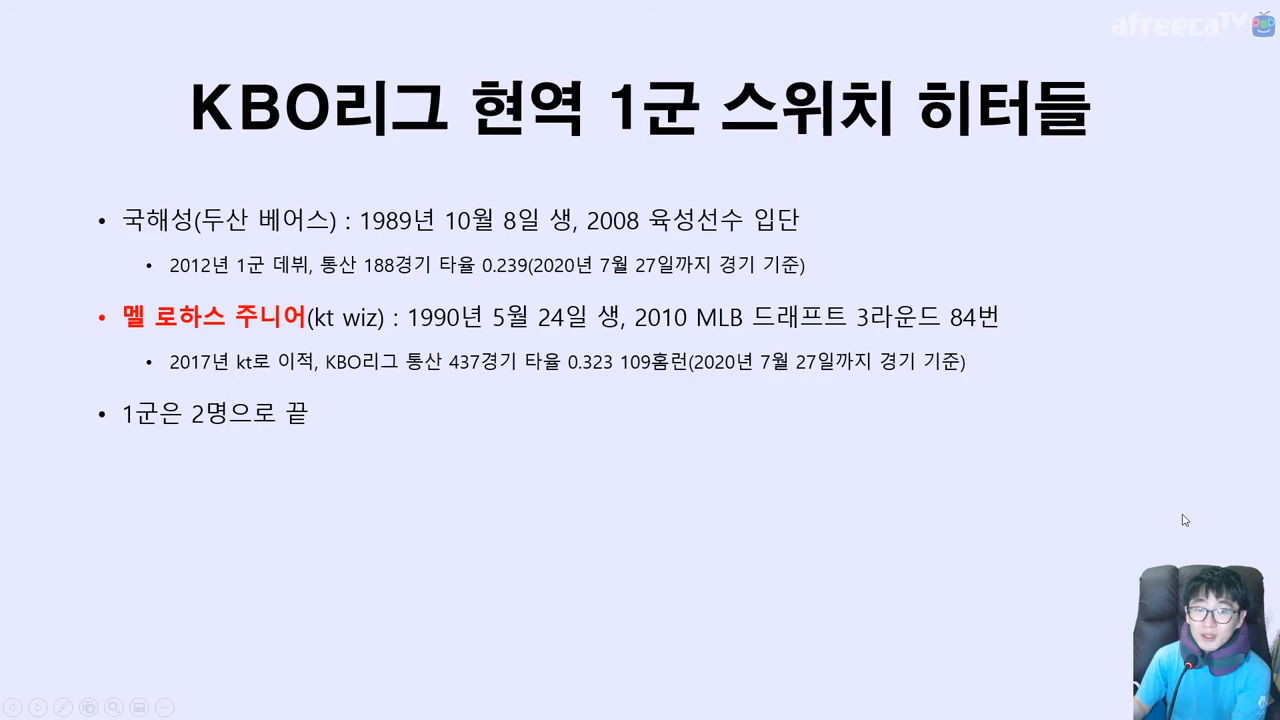 afreecaTV
KBO리그 현역 1군 스위치 히터들
• 국해성(두산 베어스) : 1989년 10월 8일 생, 2008 육성선수 입단
• 2012년 1군 데뷔, 통산 188경기 타율 0.239(2020년 7월 27일까지 경기 기준)
• 멜 로하스 주니어(kt wiz) : 1990년 5월 24일 생, 2010 MLB 드래프트 3라운드 84번
• 2017년 kt로 이적, KBO리그 통산 437경기 타율 0.323 109홈런(2020년 7월 27일까지 경기 기준)
• 1군은 2명으로 끝